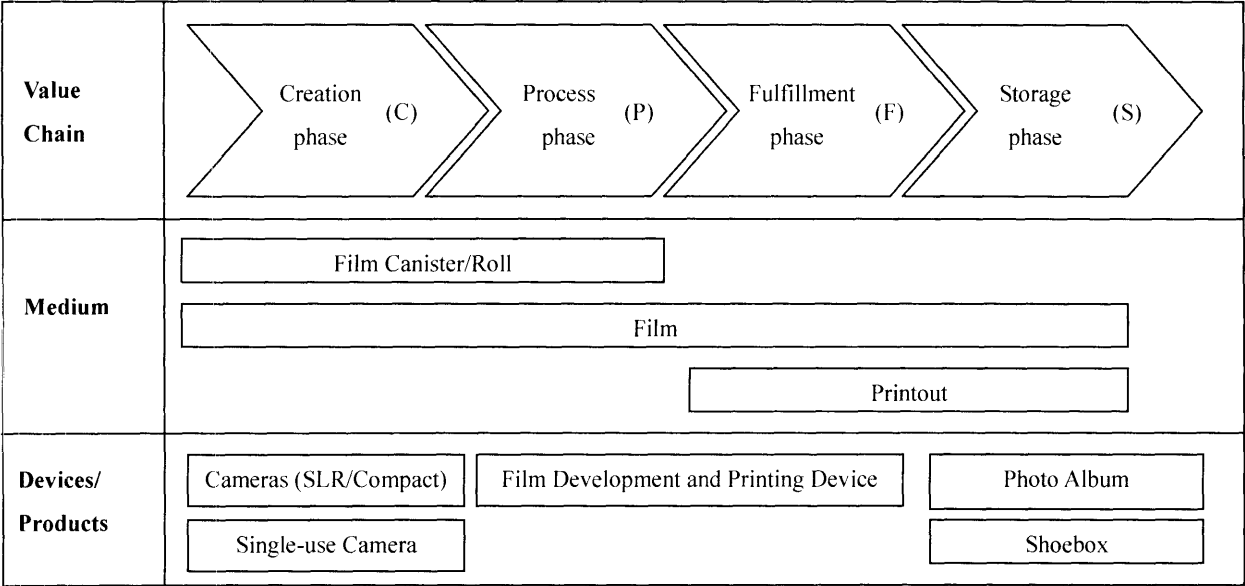 Value
Chain
Creation
phase
(C)
Process
phase
(P)
Fulfillment
phase
(F)
Storage
phase
(S)
Medium
Film Canister/Roll
Film
Printout
Devices/
Products
Cameras (SLR/Compact)
Film Development and Printing Device
Photo Album
Single-use Camera
Shoebox